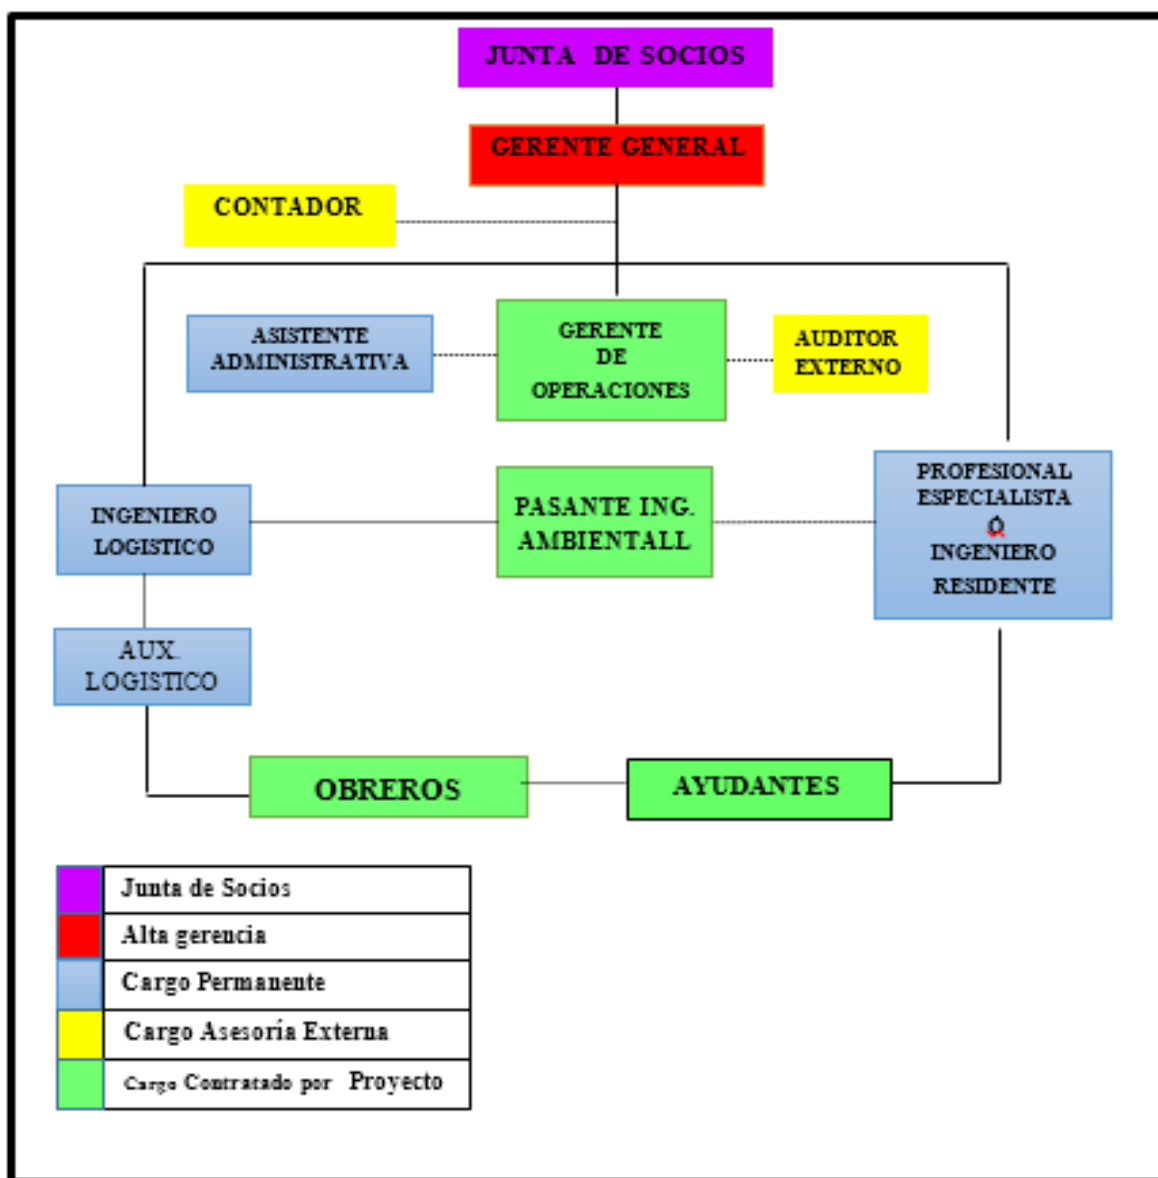 JUNTA DE SOCIOS
GERENTE GENERAL
CONTADOR
ASISTENTE
ADMINISTRATIVA
GERENTE
DE
OPERACIONES
AUDITOR
EXTERNO
INGENIERO
LOGISTICO
PASANTE ING.
AMBIENTALL
PROFESIONAL
ESPECIALISTA
O
INGENIERO
RESIDENTE
AUX.
LOGISTICO
OBREROS
AYUDANTES
Junta de Socios
Alta gerencia
Cargo Permanente
Cargo Asesoría Externa
Cargo Contratado por Proyecto